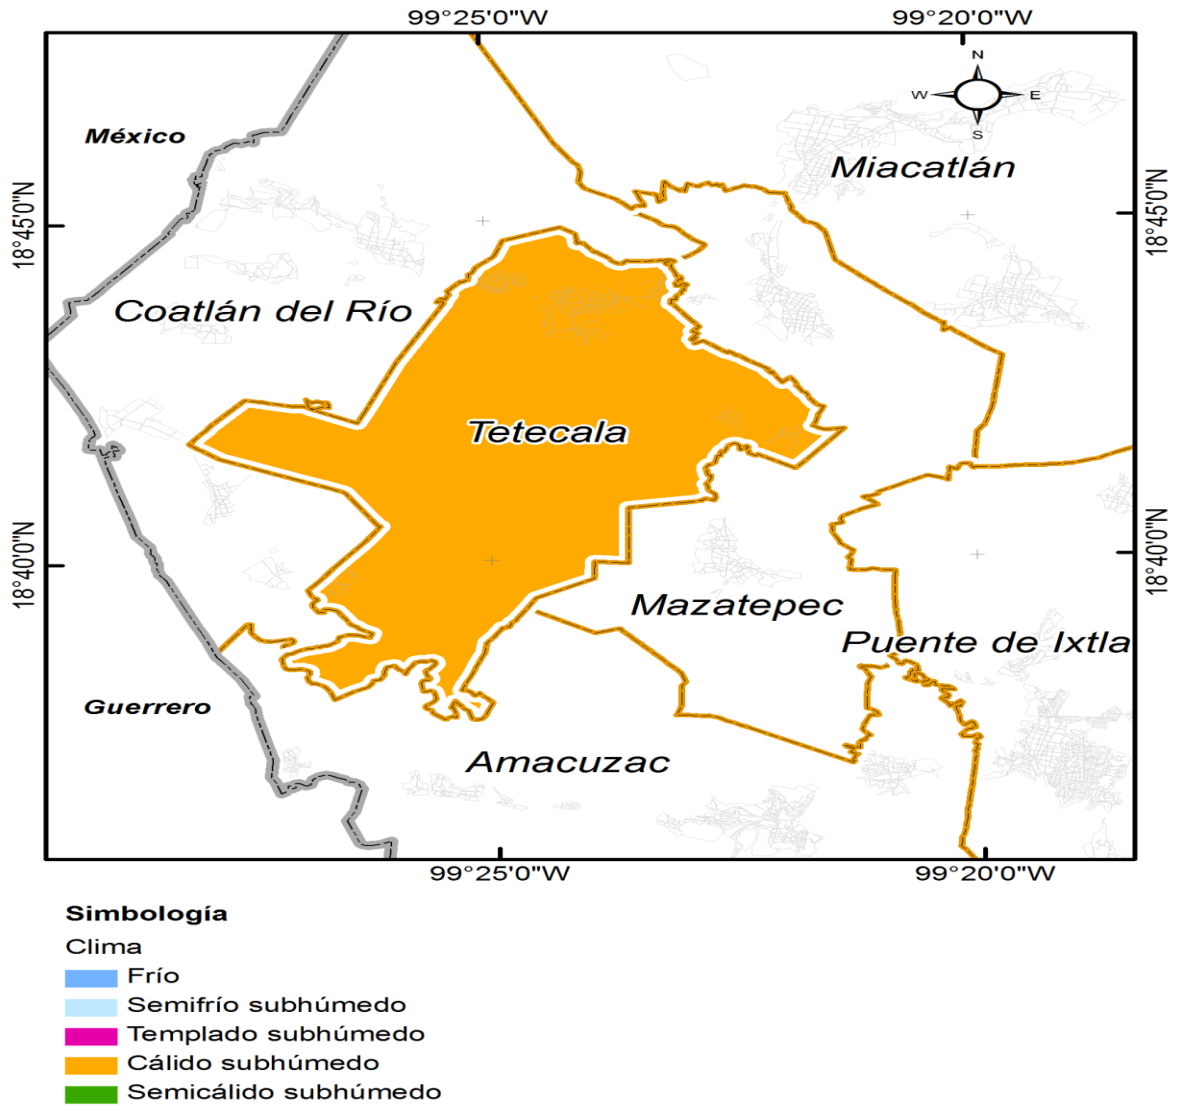 99°25'0"W
99°20'0"W
N
W
E
S
México
Miacatlán
18°45'0"N
18°45'0"N
Coatlán del Río
Tetecala
18°40'0"N
18°40'0"N
Mazatepec
Puente de Ixtla
Guerrero
Amacuzac
99°25'0"W
99°20'0"W
Simbología
Clima
Frío
Semifrío subhúmedo
Templado subhúmedo
Cálido subhúmedo
Semicálido subhúmedo